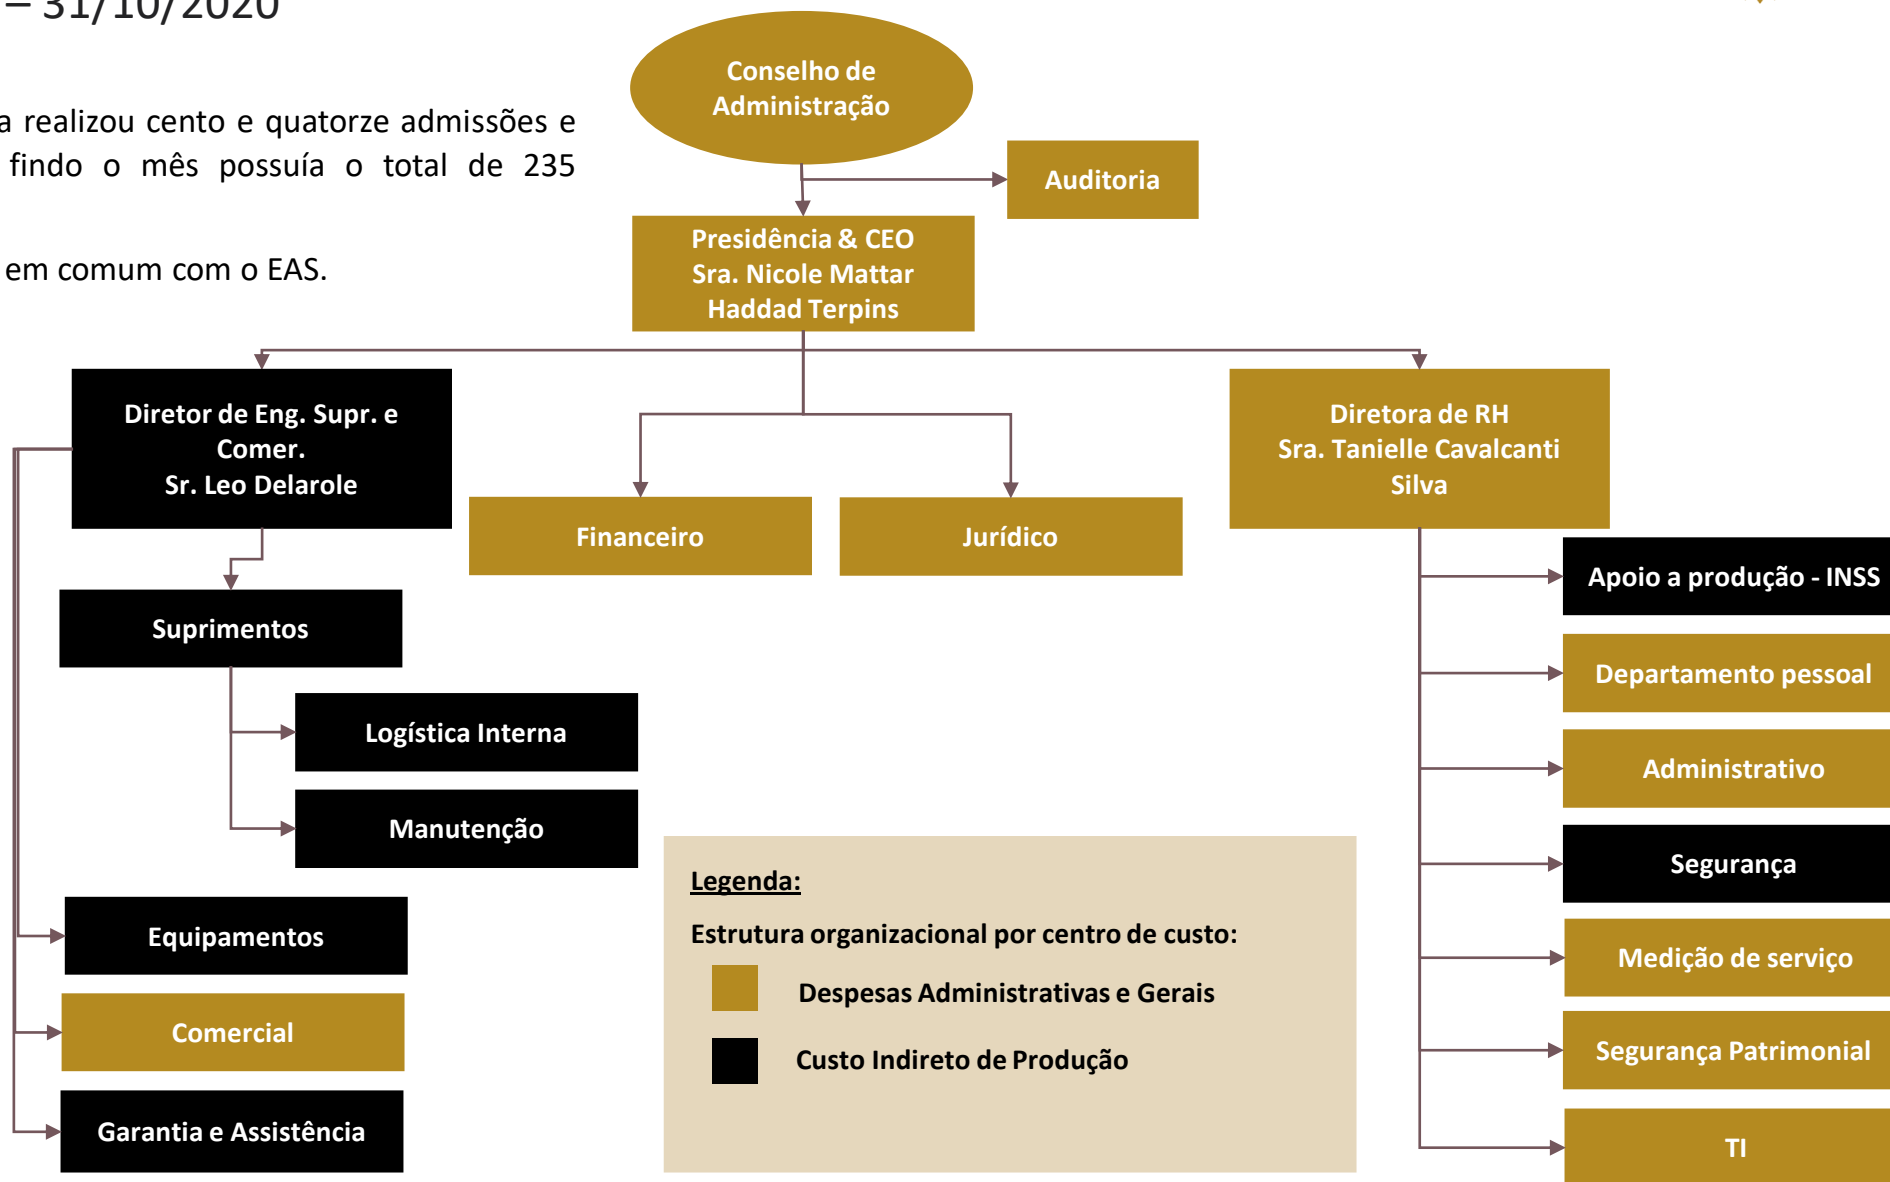 – 31/10/2020
a realizou cento e quatorze admissões e
findo o mês possuía o total de 235
em comum com o EAS.
Conselho de
Administração
Auditoria
Presidência & CEO
Sra. Nicole Mattar
Haddad Terpins
Diretor de Eng. Supr. e
Comer.
Sr. Leo Delarole
Diretora de RH
Sra. Tanielle Cavalcanti
Silva
Financeiro
Jurídico
Suprimentos
Logística Interna
Manutenção
Equipamentos
Comercial
Garantia e Assistência
Apoio a produção - INSS
Departamento pessoal
Administrativo
Segurança
Medição de serviço
Segurança Patrimonial
TI
Legenda:
Estrutura organizacional por centro de custo:
Despesas Administrativas e Gerais
Custo Indireto de Produção